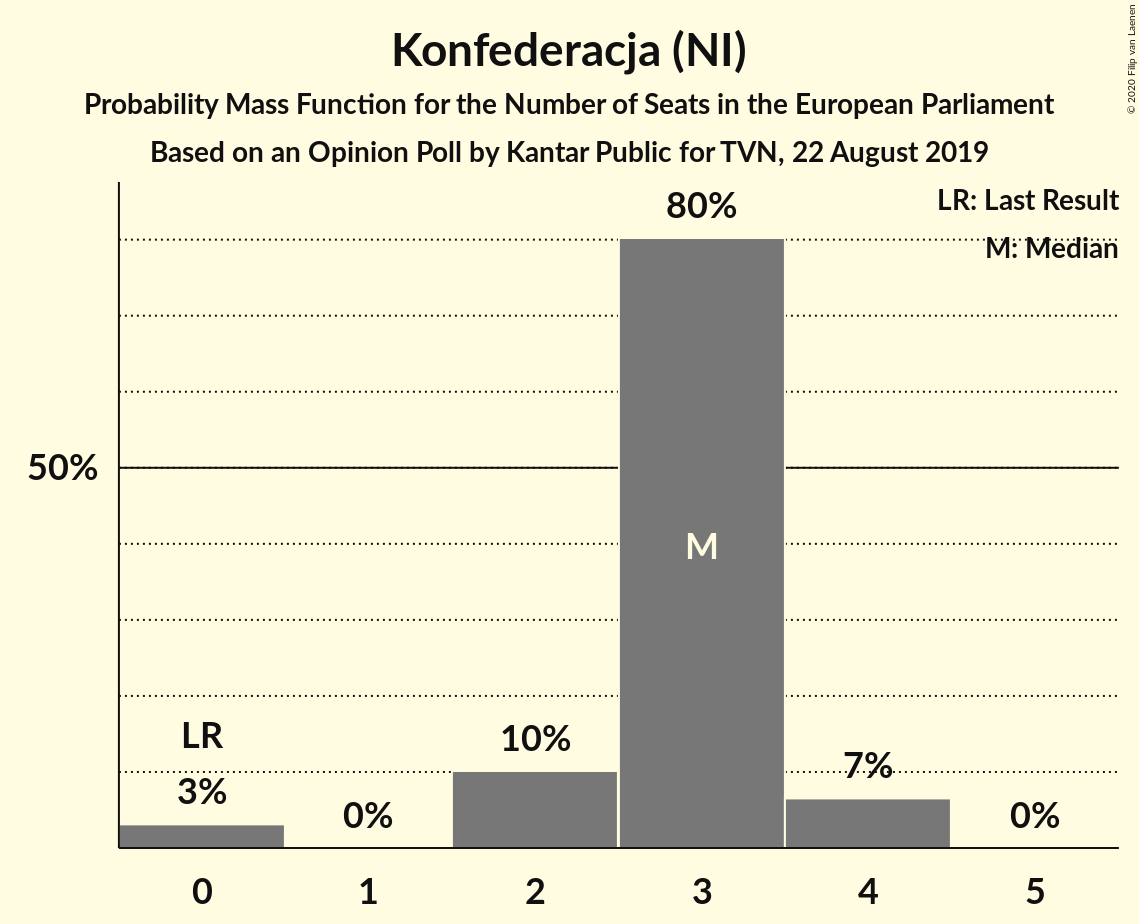 Konfederacja (NI)
Probability Mass Function for the Number of Seats in the European Parliament
Based on an Opinion Poll by Kantar Public for TVN, 22 August 2019
© 2020 Filip van Laenen
LR: Last Result
M: Median
80%
50%
M
LR
10%
7%
3%
0%
0%
0 1 2 3 4 5